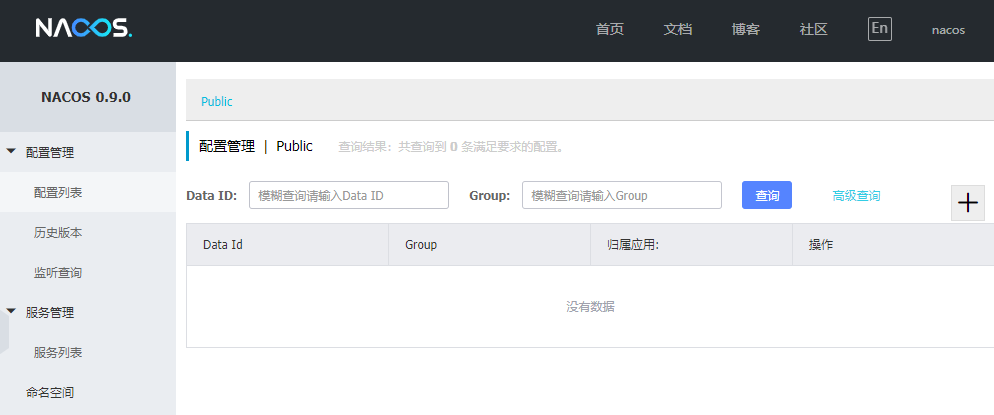 NACOS.
首页 文档 博客 社区 En nacos
NACOS 0.9.0
配置管理
配置列表
历史版本
监听查询
服务管理
服务列表
命名空间
Public
配置管理 | Public 查询结果：共查询到 0 条满足要求的配置。
Data ID: 模糊查询请输入Data ID Group: 模糊查询请输入Group 查询 高级查询
Data Id Group 归属应用: 操作
没有数据